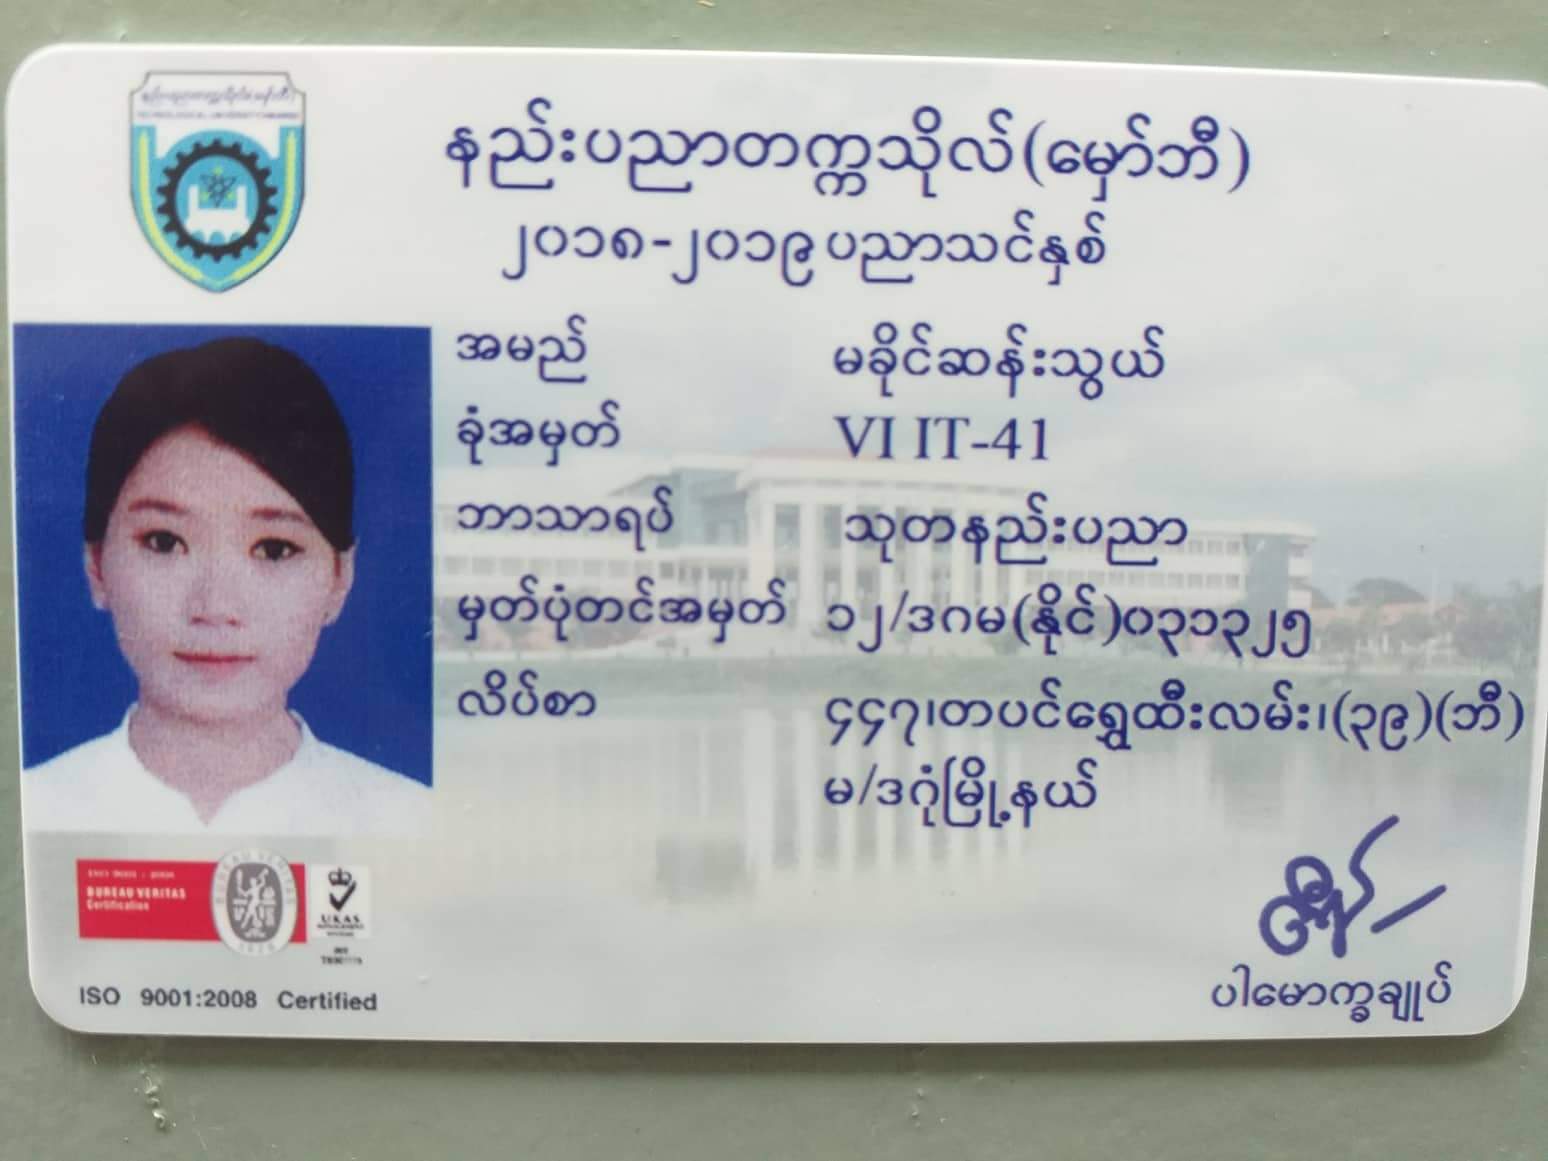 နည်းပညာတက္ကသိုလ်(မှော်ဘီ)
၂၀၁၈-၂၀၁၉ ပညာသင်နှစ်
အမည် မခိုင်ဆန်းသွယ်
ခုံအမှတ် VI IT-41
ဘာသာရပ် သုတနည်းပညာ
မှတ်ပုံတင်အမှတ် ၁၂/ဒဂမ(နိုင်)၀၃၁၃၂၅
လိပ်စာ ၄၄၇၊တပင်ရွှေထီးလမ်း၊(၃၉)(ဘီ)
မ/ဒဂုံမြို့နယ်
BUREAU VERITAS
Certification
BUREAU VERITAS
1828
UKAS
MANAGEMENT
SYSTEMS
ISO 9001:2008 Certified
ပါမောက္ခချုပ်